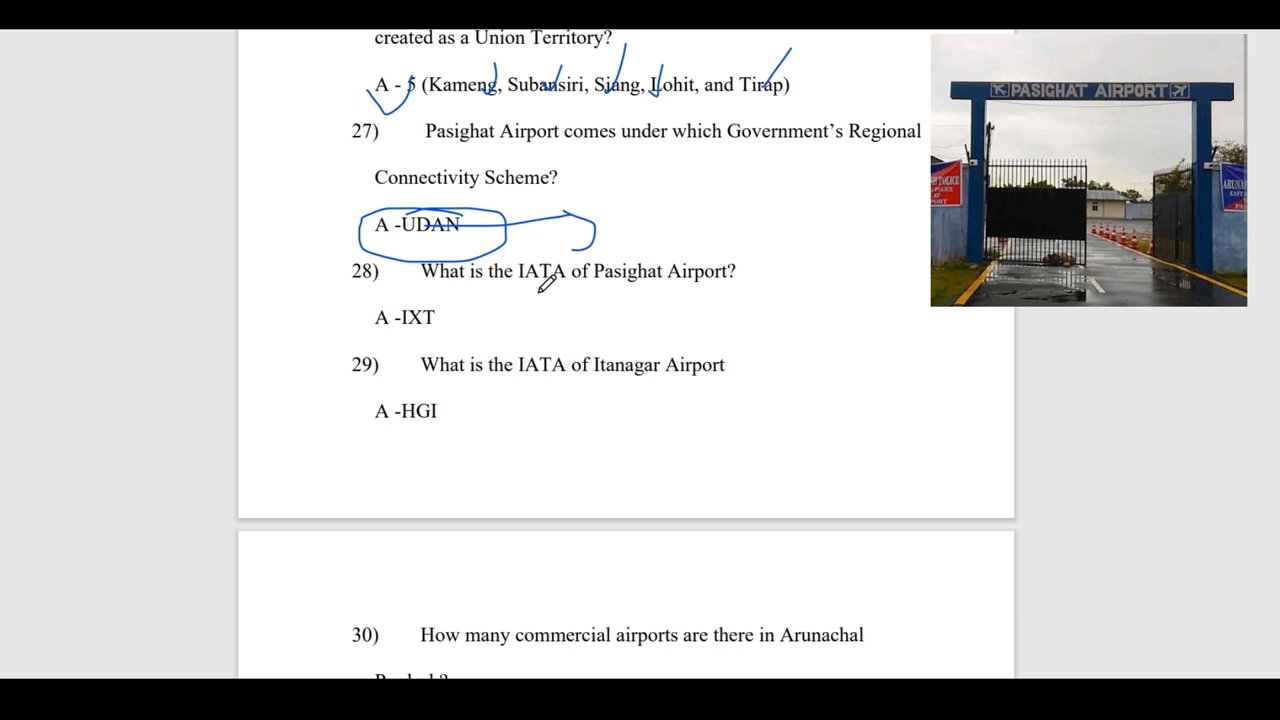 created as a Union Territory?
A - 5 (Kameng, Subansiri, Siang, Lohit, and Tirap)
27) Pasighat Airport comes under which Government’s Regional
Connectivity Scheme?
A -UDAN
28) What is the IATA of Pasighat Airport?
A -IXT
29) What is the IATA of Itanagar Airport
A -HGI
30) How many commercial airports are there in Arunachal
PASIGHAT AIRPORT